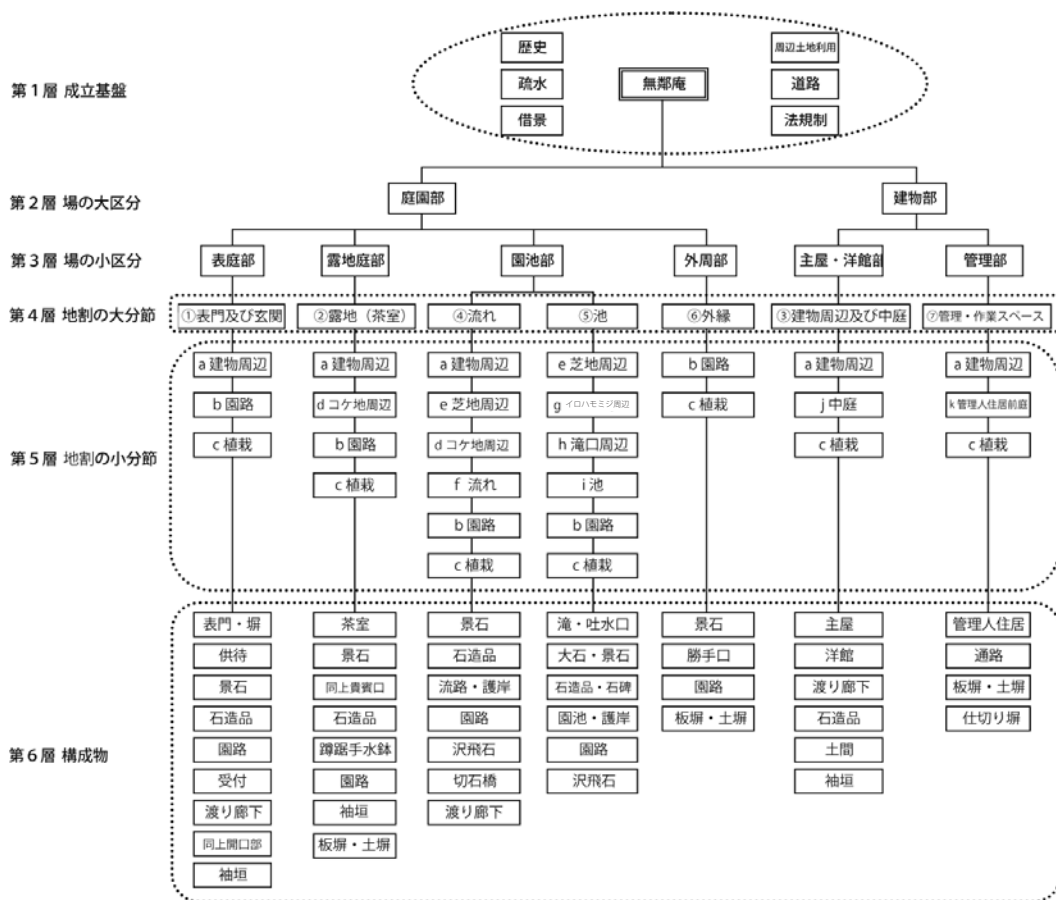 第1層 成立基盤
歴史
疏水
借景
無鄰庵
周辺土地利用
道路
法規制
第2層 場の大区分
庭園部
建物部
第3層 場の小区分
表庭部
露地庭部
園池部
外周部
主屋・洋館部
管理部
第4層 地割の大分節
①表門及び玄関
②露地(茶室)
④流れ
⑤池
⑥外縁
③建物周辺及び中庭
⑦管理・作業スペース
第5層 地割の小分節
a 建物周辺
b 園路
c 植栽
a 建物周辺
d コケ地周辺
b 園路
c 植栽
a 建物周辺
e 芝地周辺
d コケ地周辺
f 流れ
b 園路
c 植栽
e 芝地周辺
g イロハモミジ周辺
h 滝口周辺
i 池
b 園路
c 植栽
b 園路
c 植栽
a 建物周辺
j 中庭
c 植栽
a 建物周辺
k 管理人住居前庭
c 植栽
第6層 構成物
表門・塀
供待
景石
石造品
園路
受付
渡り廊下
同上開口部
袖垣
茶室
景石
同上貴賓口
石造品
蹲踞手水鉢
園路
袖垣
板塀・土塀
景石
石造品
流路・護岸
園路
沢飛石
切石橋
渡り廊下
滝・吐水口
大石・景石
石造品・石碑
園池・護岸
園路
沢飛石
景石
勝手口
園路
板塀・土塀
主屋
洋館
渡り廊下
石造品
土間
袖垣
管理人住居
通路
板塀・土塀
仕切り塀